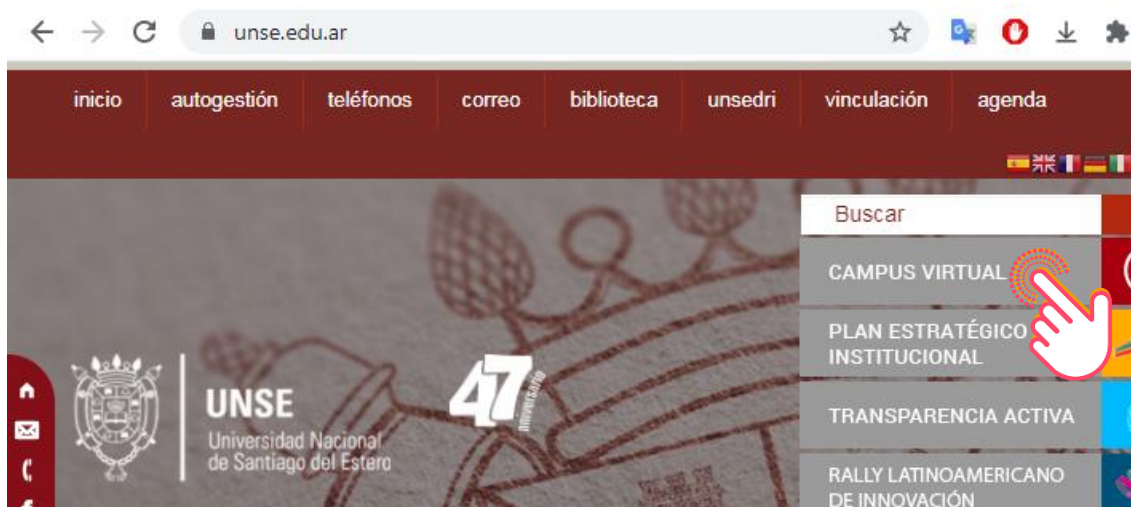 unse.edu.ar
inicio autogestión teléfonos correo biblioteca unsedri vinculación agenda
Buscar
CAMPUS VIRTUAL
PLAN ESTRATÉGICO
INSTITUCIONAL
TRANSPARENCIA ACTIVA
RALLY LATINOAMERICANO
DE INNOVACIÓN
UNSE
Universidad Nacional
de Santiago del Estero
47
aniversario